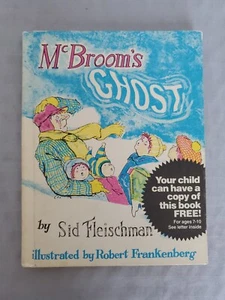 McBroom's
GHOST
Your child
can have a
copy of
this book
FREE!
For ages 7-10
See letter inside
by Sid Fleischman
illustrated by Robert Frankenberg